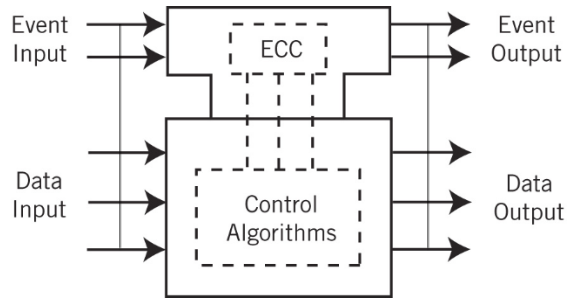 Event
Input
ECC
Event
Output
Data
Input
Control
Algorithms
Data
Output